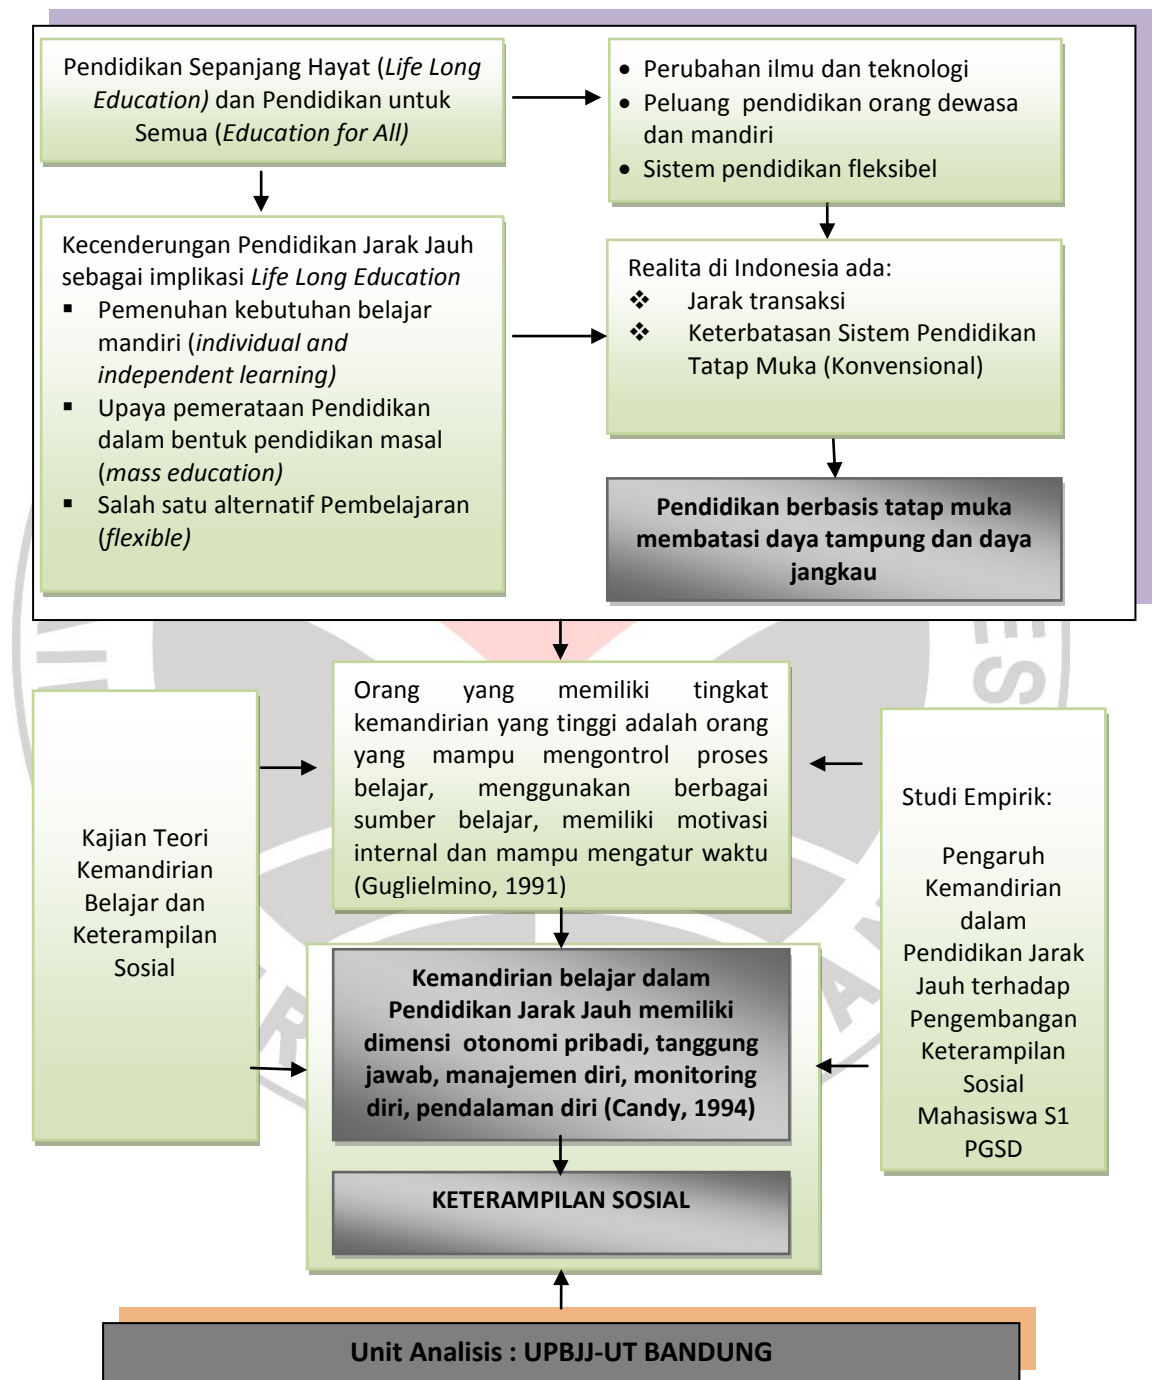 Pendidikan Sepanjang Hayat (Life Long
Education) dan Pendidikan untuk
Semua (Education for All)
• Perubahan ilmu dan teknologi
• Peluang pendidikan orang dewasa
dan mandiri
• Sistem pendidikan fleksibel
Kecenderungan Pendidikan Jarak Jauh
sebagai implikasi Life Long Education
▪ Pemenuhan kebutuhan belajar
mandiri (individual and
independent learning)
▪ Upaya pemerataan Pendidikan
dalam bentuk pendidikan masal
(mass education)
▪ Salah satu alternatif Pembelajaran
(flexible)
Realita di Indonesia ada:
❖ Jarak transaksi
❖ Keterbatasan Sistem Pendidikan
Tatap Muka (Konvensional)
Pendidikan berbasis tatap muka
membatasi daya tampung dan daya
jangkau
Orang yang memiliki tingkat
kemandirian yang tinggi adalah orang
yang mampu mengontrol proses
belajar, menggunakan berbagai
sumber belajar, memiliki motivasi
internal dan mampu mengatur waktu
(Guglielmino, 1991)
Kajian Teori
Kemandirian
Belajar dan
Keterampilan
Sosial
Studi Empirik:
Pengaruh
Kemandirian
dalam
Pendidikan Jarak
Jauh terhadap
Pengembangan
Keterampilan
Sosial
Mahasiswa S1
PGSD
Kemandirian belajar dalam
Pendidikan Jarak Jauh memiliki
dimensi otonomi pribadi, tanggung
jawab, manajemen diri, monitoring
diri, pendalaman diri (Candy, 1994)
KETERAMPILAN SOSIAL
Unit Analisis : UPBJJ-UT BANDUNG